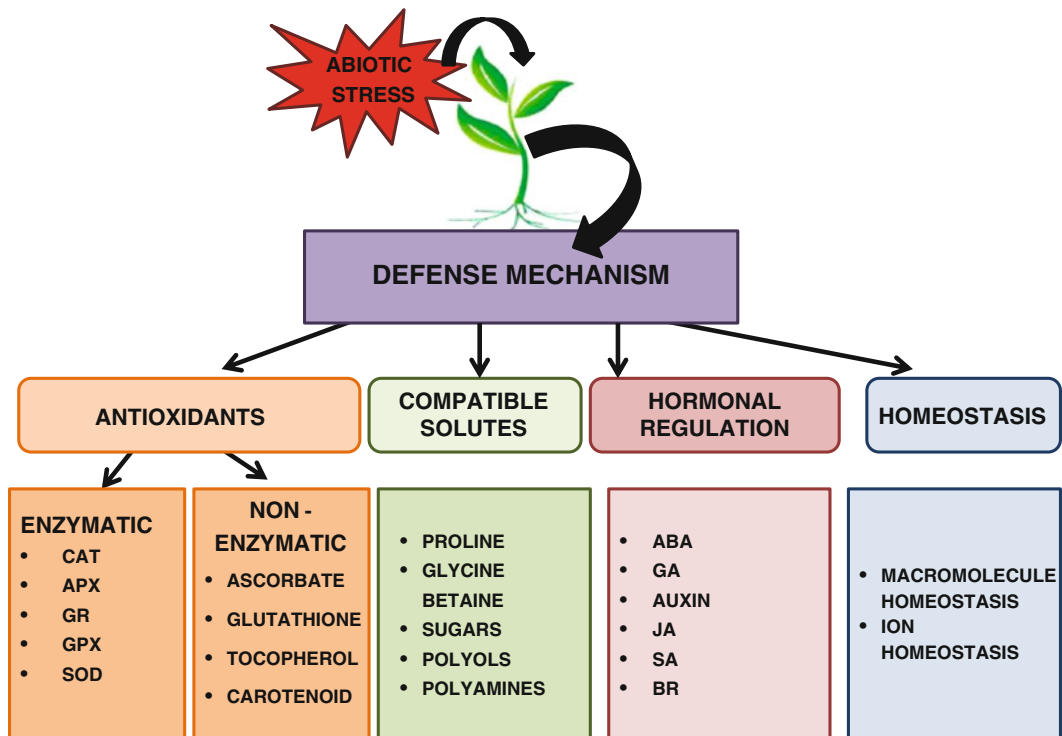 ABIOTIC
STRESS
DEFENSE MECHANISM
ANTIOXIDANTS
COMPATIBLE
SOLUTES
HORMONAL
REGULATION
HOMEOSTASIS
ENZYMATIC
• CAT
• APX
• GR
• GPX
• SOD
NON -
ENZYMATIC
• ASCORBATE
• GLUTATHIONE
• TOCOPHEROL
• CAROTENOID
• PROLINE
• GLYCINE
BETAINE
• SUGARS
• POLYOLS
• POLYAMINES
• ABA
• GA
• AUXIN
• JA
• SA
• BR
• MACROMOLECULE
HOMEOSTASIS
• ION
HOMEOSTASIS